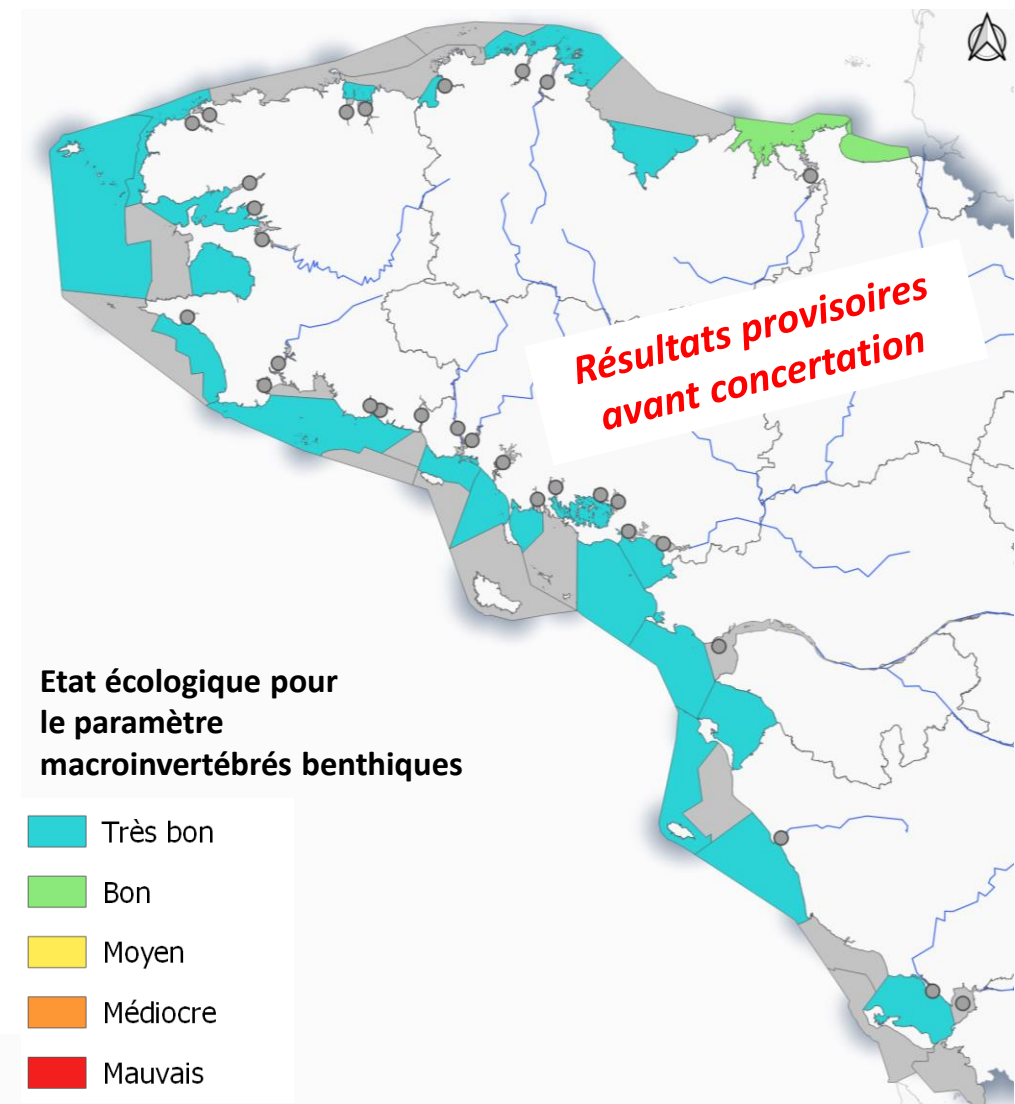 Résultats provisoires
avant concertation
Etat écologique pour
le paramètre
macroinvertébrés benthiques
Très bon
Bon
Moyen
Médiocre
Mauvais